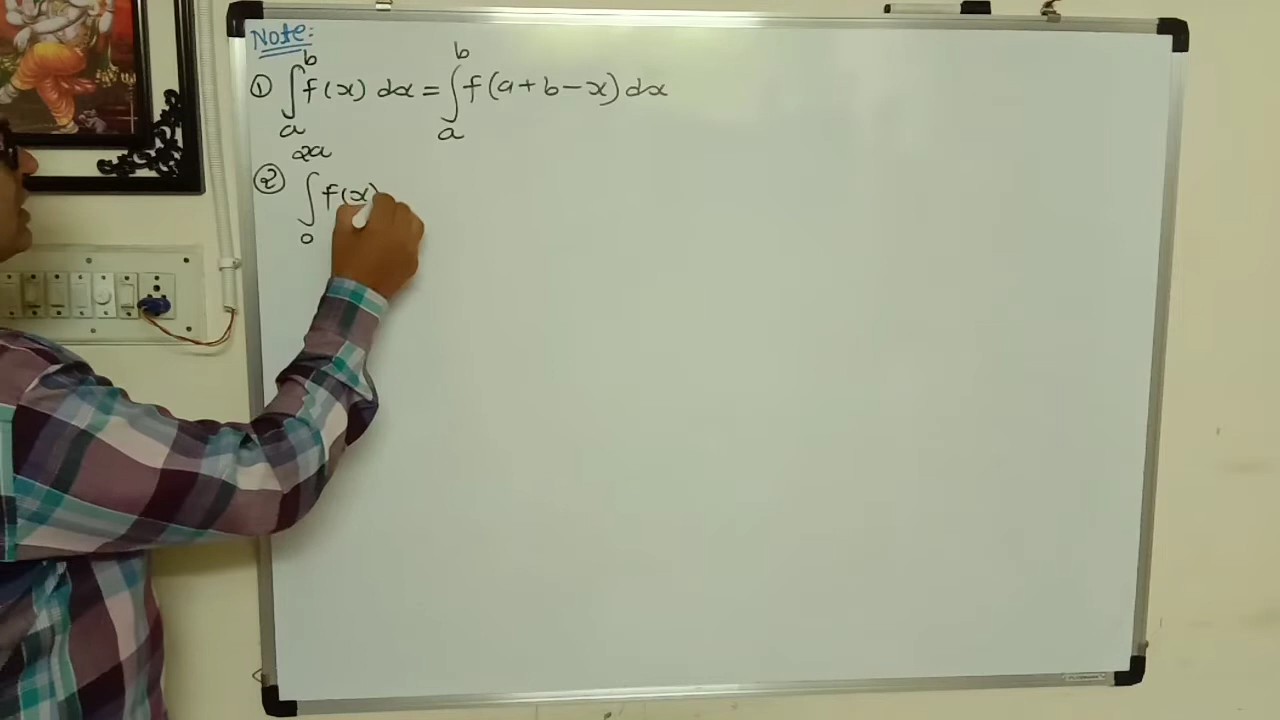 Note:
① ∫ₐᵇ f(x) dx = ∫ₐᵇ f(a+b-x) dx
② ∫₀²ᵃ f(x)